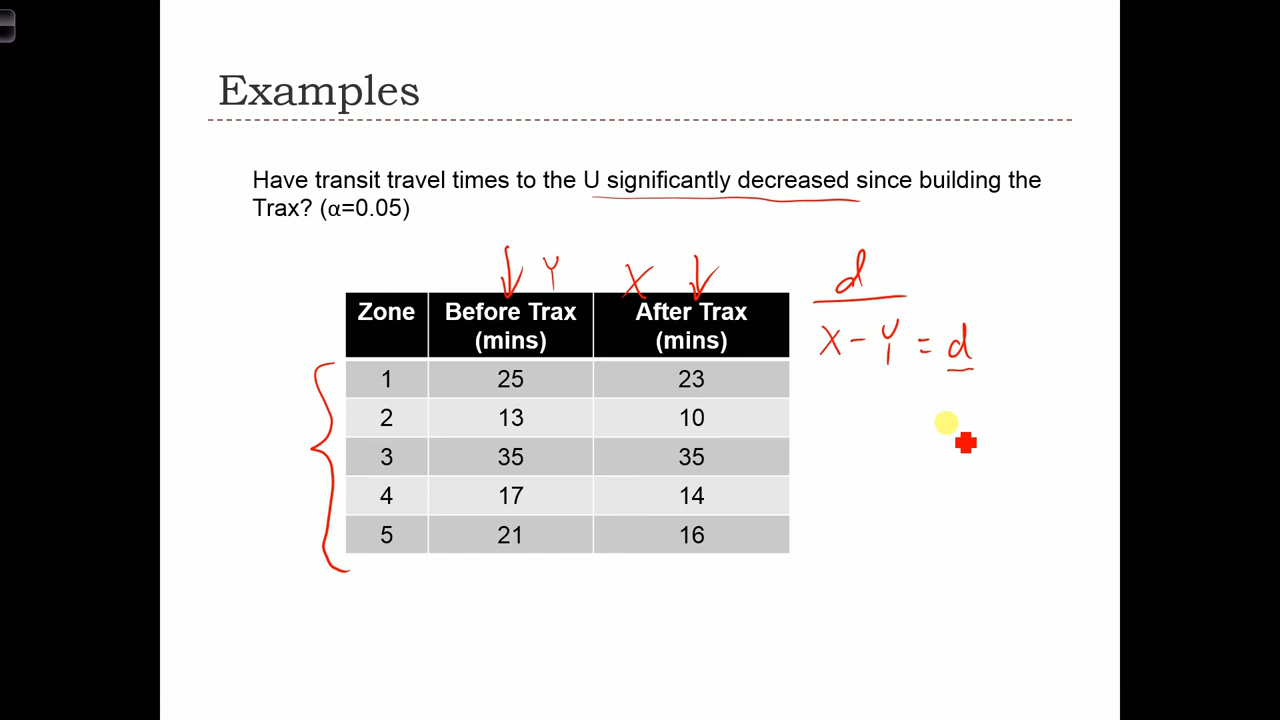 Examples
Have transit travel times to the U significantly decreased since building the
Trax? (α=0.05)
Y X d
Zone Before Trax (mins) After Trax (mins)
X - Y = d
1 25 23
2 13 10
3 35 35
4 17 14
5 21 16